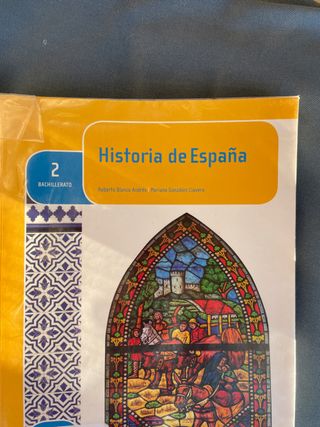 2
BACHILLERATO
Historia de España
Roberto Blanco Andrés / Mariano González Clavero